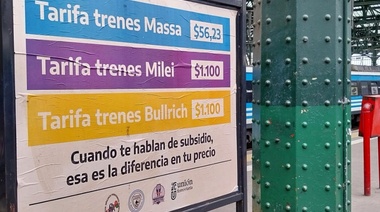 Tarifa trenes Massa $56,23
Tarifa trenes Milei $1.100
Tarifa trenes Bullrich $1.100
Cuando te hablan de subsidio,
esa es la diferencia en tu precio
unión